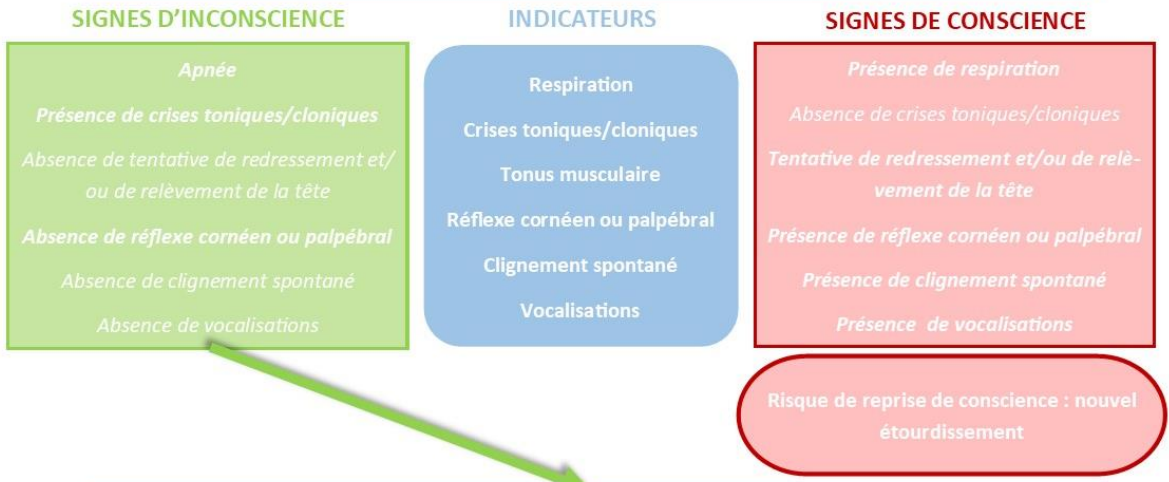 SIGNES D'INCONSCIENCE
Apnée
Présence de crises toniques/cloniques
Absence de tentative de redressement et/
ou de relèvement de la tête
Absence de réflexe cornéen ou palpébral
Absence de clignement spontané
Absence de vocalisations
INDICATEURS
Respiration
Crises toniques/cloniques
Tonus musculaire
Réflexe cornéen ou palpébral
Clignement spontané
Vocalisations
SIGNES DE CONSCIENCE
Présence de respiration
Absence de crises toniques/cloniques
Tentative de redressement et/ou de relè-
vement de la tête
Présence de réflexe cornéen ou palpébral
Présence de clignement spontané
Présence de vocalisations
Risque de reprise de conscience : nouvel
étourdissement